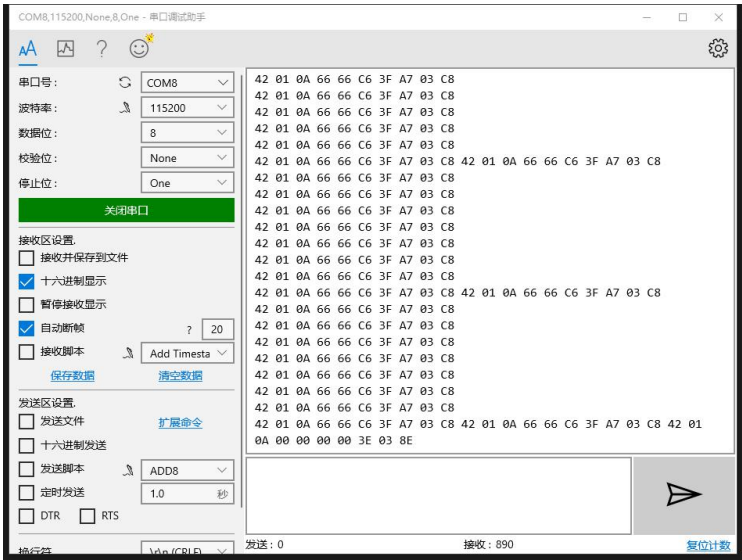 COM8,115200,None,8,One - 串口调试助手
AA
串口号: COM8
波特率: 115200
数据位: 8
校验位: None
停止位: One
关闭串口
接收区设置.
接收并保存到文件
十六进制显示
暂停接收显示
自动断帧 ? 20
接收脚本 Add Timesta
保存数据 清空数据
发送区设置.
发送文件 扩展命令
十六进制发送
发送脚本 ADD8
定时发送 1.0 秒
DTR RTS
换行符 \r\n (CRLF)
42 01 0A 66 66 C6 3F A7 03 C8
42 01 0A 66 66 C6 3F A7 03 C8
42 01 0A 66 66 C6 3F A7 03 C8
42 01 0A 66 66 C6 3F A7 03 C8
42 01 0A 66 66 C6 3F A7 03 C8
42 01 0A 66 66 C6 3F A7 03 C8 42 01 0A 66 66 C6 3F A7 03 C8
42 01 0A 66 66 C6 3F A7 03 C8
42 01 0A 66 66 C6 3F A7 03 C8
42 01 0A 66 66 C6 3F A7 03 C8
42 01 0A 66 66 C6 3F A7 03 C8
42 01 0A 66 66 C6 3F A7 03 C8
42 01 0A 66 66 C6 3F A7 03 C8
42 01 0A 66 66 C6 3F A7 03 C8
42 01 0A 66 66 C6 3F A7 03 C8 42 01 0A 66 66 C6 3F A7 03 C8
42 01 0A 66 66 C6 3F A7 03 C8
42 01 0A 66 66 C6 3F A7 03 C8
42 01 0A 66 66 C6 3F A7 03 C8
42 01 0A 66 66 C6 3F A7 03 C8
42 01 0A 66 66 C6 3F A7 03 C8
42 01 0A 66 66 C6 3F A7 03 C8
42 01 0A 66 66 C6 3F A7 03 C8
42 01 0A 66 66 C6 3F A7 03 C8 42 01 0A 66 66 C6 3F A7 03 C8 42 01
0A 00 00 00 00 3E 03 8E
发送: 0 接收: 890 复位计数